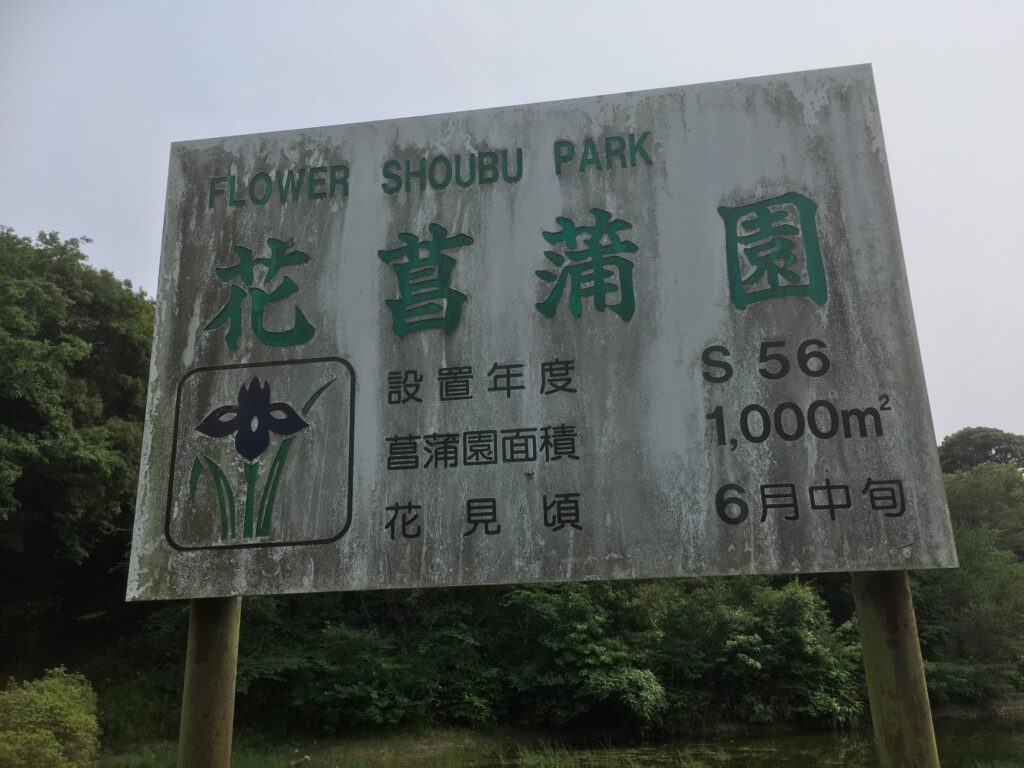 FLOWER SHOUBU PARK
花菖蒲園
設置年度 S 56
菖蒲園面積 1,000m²
花見頃 6月中旬